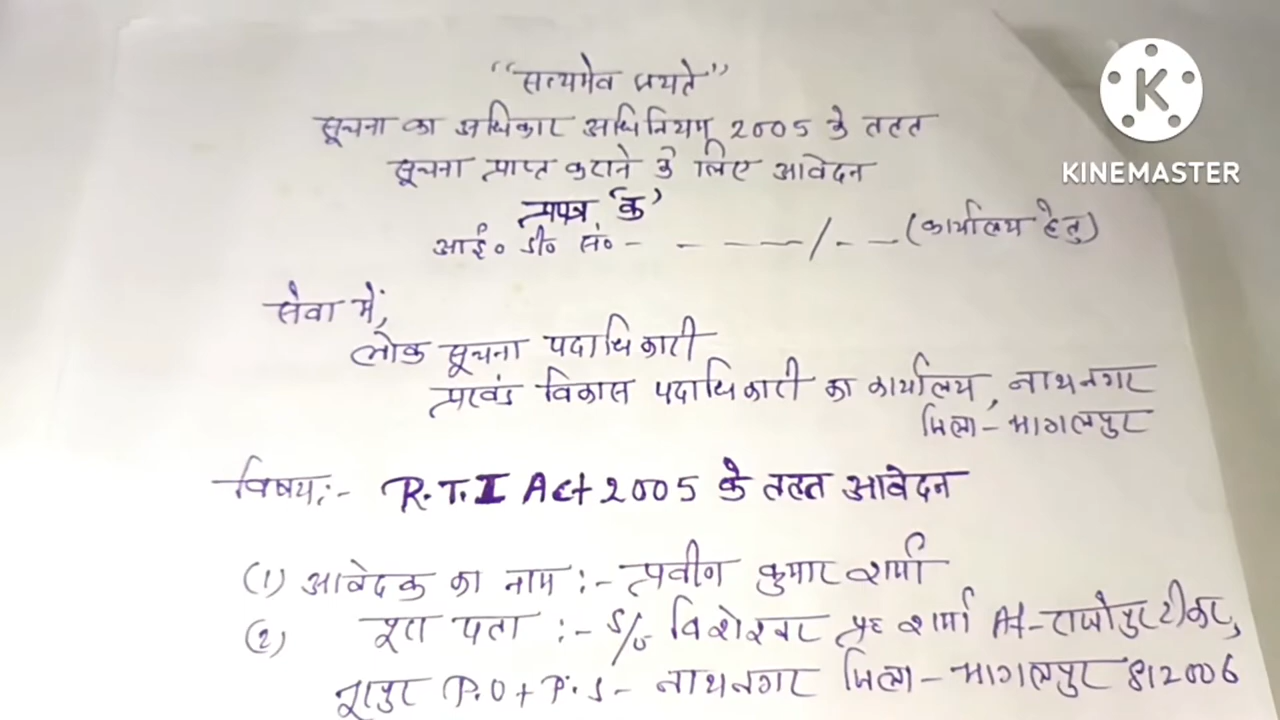 "सत्यमेव जयते"
सूचना का अधिकार अधिनियम 2005 के तहत
सूचना प्राप्त कराने के लिए आवेदन
प्रपत्र 'क'
आई० डी० सं० - - - - - / - - (कार्यालय हेतु)
सेवा में,
लोक सूचना पदाधिकारी
प्रखंड विकास पदाधिकारी का कार्यालय, नाथनगर
जिला - भागलपुर
विषय:- R.T.I Act 2005 के तहत आवेदन
(1) आवेदक का नाम :- प्रवीण कुमार शर्मा
(2) पूरा पता :- S/o विशेश्वर प्र० शर्मा At-
नूरपुर P.O + P.S - नाथनगर जिला - भागलपुर 812006
KINEMASTER